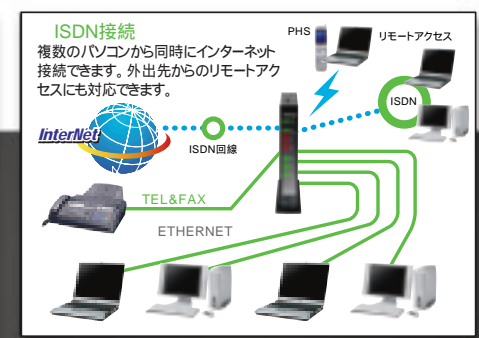 ISDN接続
複数のパソコンから同時にインターネット
接続できます。外出先からのリモートアク
セスにも対応できます。
PHS
リモートアクセス
ISDN
InterNet
ISDN回線
TEL&FAX
ETHERNET